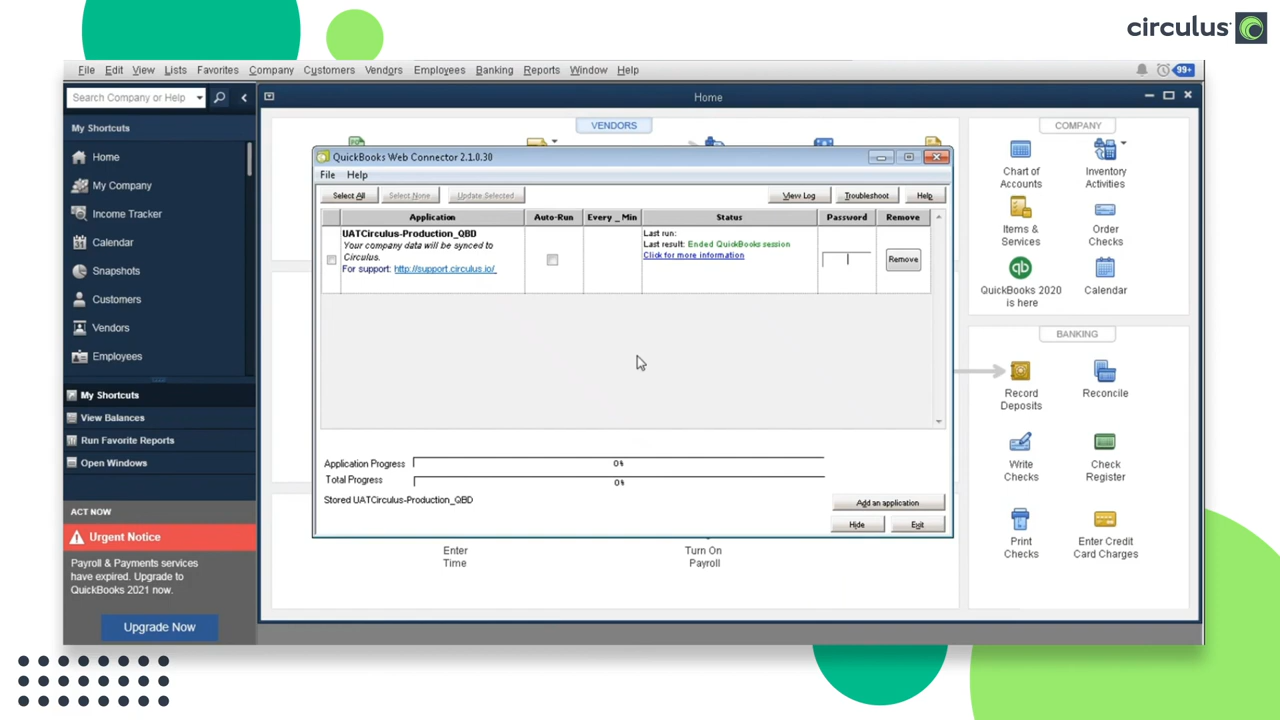 circulus
File Edit View Lists Favorites Company Customers Vendors Employees Banking Reports Window Help
99+
Search Company or Help
My Shortcuts
Home
My Company
Income Tracker
Calendar
Snapshots
Customers
Vendors
Employees
My Shortcuts
View Balances
Run Favorite Reports
Open Windows
ACT NOW
Urgent Notice
Payroll & Payments services
have expired. Upgrade to
QuickBooks 2021 now.
Upgrade Now
Home
VENDORS
QuickBooks Web Connector 2.1.0.30
File Help
Select All Select None Update Selected View Log Troubleshoot Help
Application Auto-Run Every _ Min Status Password Remove
UATCirculus-Production_QBD
Your company data will be synced to
Circulus.
For support: http://support.circulus.io/
Last run:
Last result: Ended QuickBooks session
Click for more information
Remove
Application Progress 0%
Total Progress 0%
Stored UATCirculus-Production_QBD
Add an application
Hide Exit
Enter
Time
Turn On
Payroll
COMPANY
Chart of
Accounts
Inventory
Activities
Items &
Services
Order
Checks
qb
QuickBooks 2020
is here
Calendar
BANKING
Record
Deposits
Reconcile
Write
Checks
Check
Register
Print
Checks
Enter Credit
Card Charges